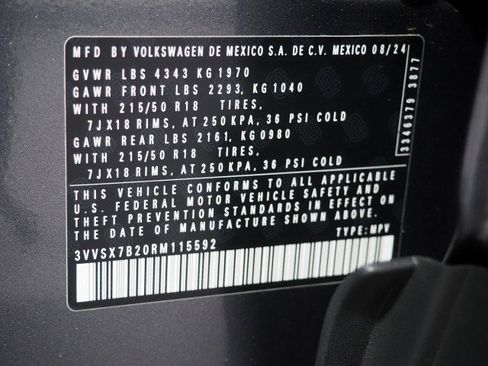 MFD BY VOLKSWAGEN DE MEXICO S.A. DE C.V. MEXICO 08/24
GVWR LBS 4343 KG 1970
GAWR FRONT LBS 2293, KG 1040
WITH 215/50 R18 TIRES,
7JX18 RIMS, AT 250 KPA, 36 PSI COLD
GAWR REAR LBS 2161, KG 0980
WITH 215/50 R18 TIRES,
7JX18 RIMS, AT 250 KPA, 36 PSI COLD
THIS VEHICLE CONFORMS TO ALL APPLICABLE
U.S. FEDERAL MOTOR VEHICLE SAFETY AND
THEFT PREVENTION STANDARDS IN EFFECT ON
THE DATE OF MANUFACTURE SHOWN ABOVE.
3VVSX7B20RM115592
TYPE: MPV
3346379 3877